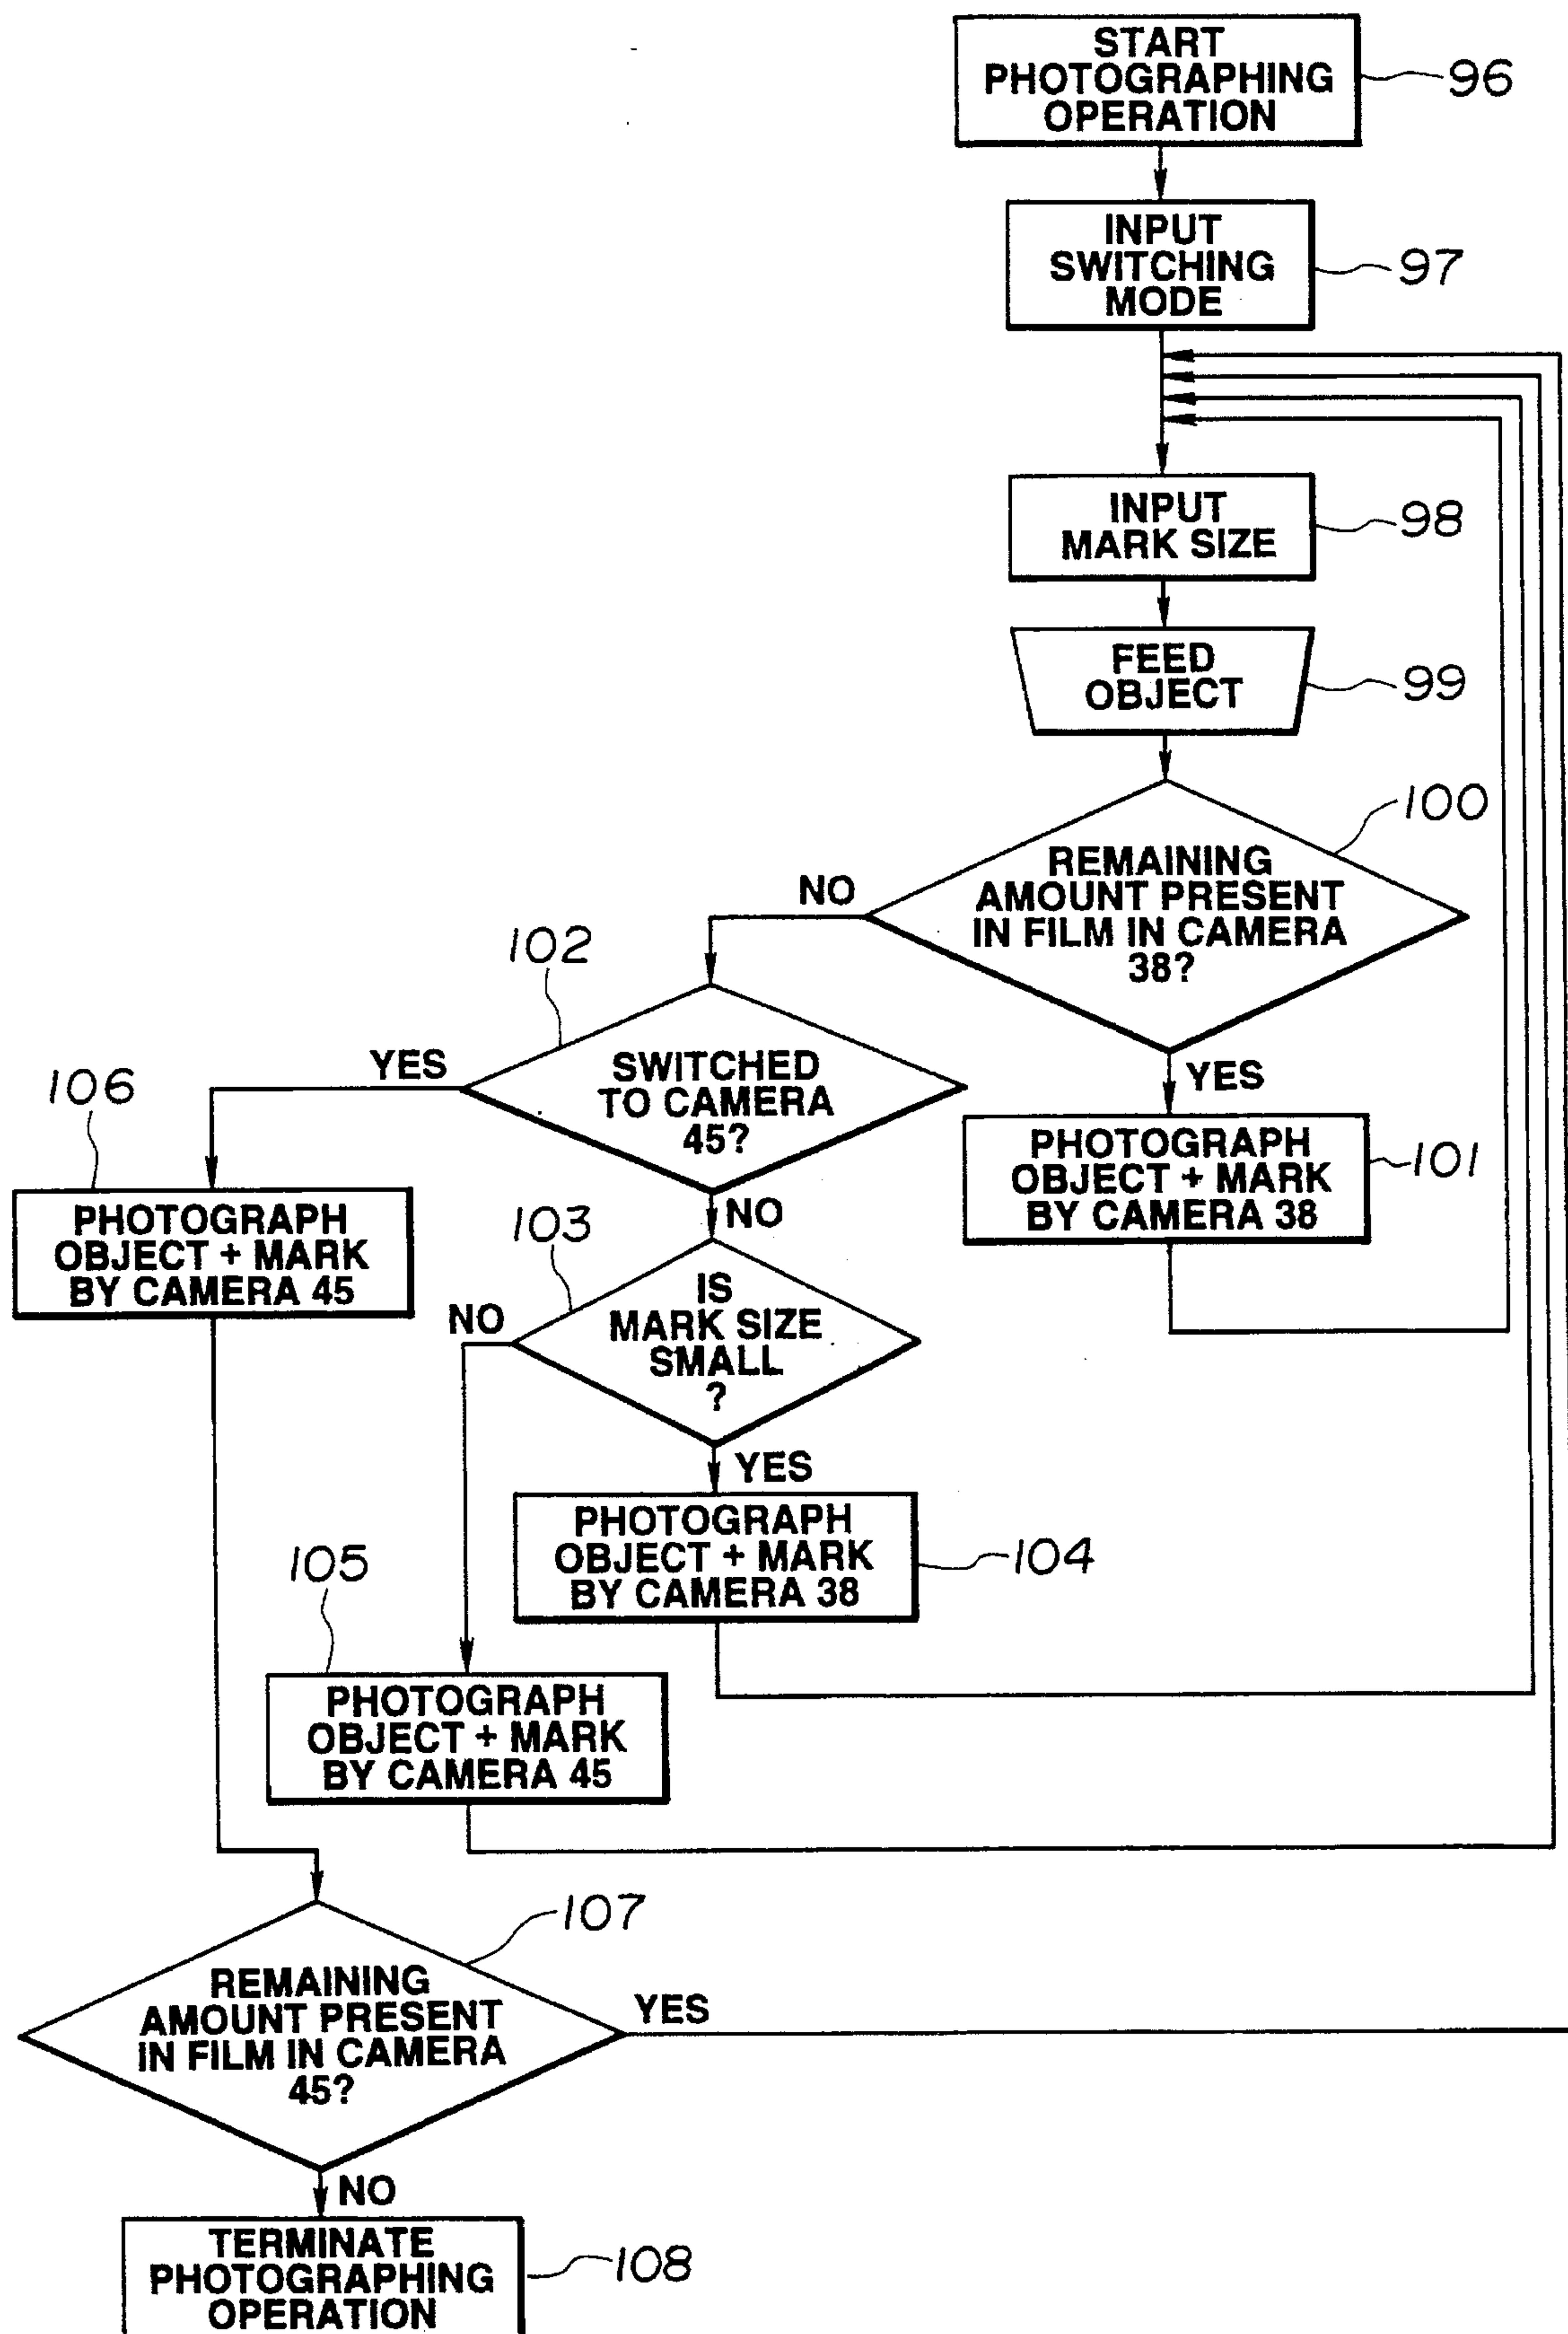 START
PHOTOGRAPHING
OPERATION
96
INPUT
SWITCHING
MODE
97
INPUT
MARK SIZE
98
FEED
OBJECT
99
100
REMAINING
AMOUNT PRESENT
IN FILM IN CAMERA
38?
NO
YES
102
SWITCHED
TO CAMERA
45?
YES
NO
PHOTOGRAPH
OBJECT + MARK
BY CAMERA 38
101
106
PHOTOGRAPH
OBJECT + MARK
BY CAMERA 45
103
IS
MARK SIZE
SMALL
?
NO
YES
PHOTOGRAPH
OBJECT + MARK
BY CAMERA 38
104
105
PHOTOGRAPH
OBJECT + MARK
BY CAMERA 45
107
REMAINING
AMOUNT PRESENT
IN FILM IN CAMERA
45?
YES
NO
TERMINATE
PHOTOGRAPHING
OPERATION
108